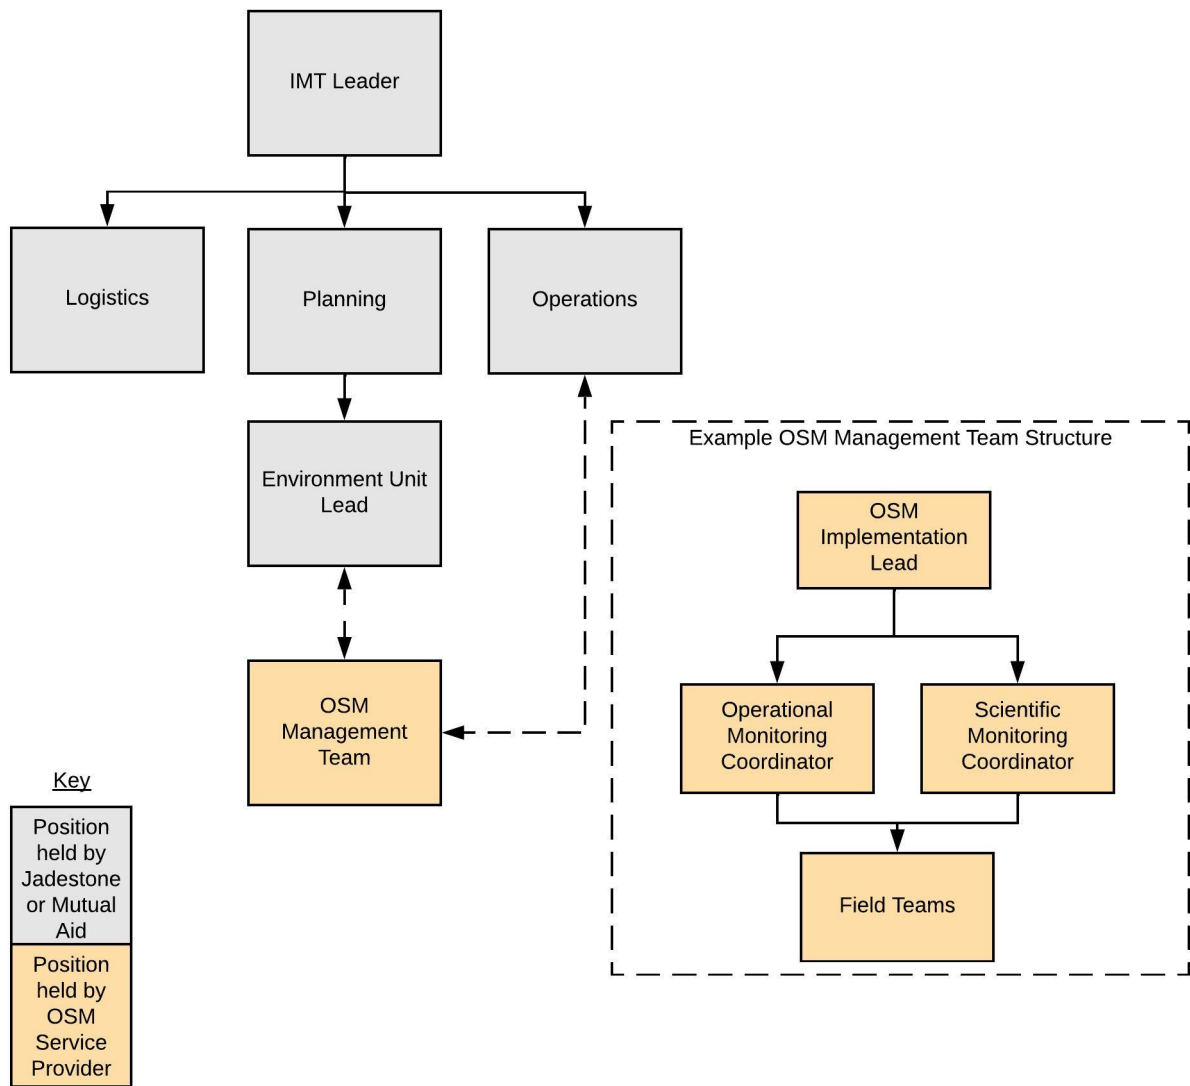 IMT Leader
Logistics
Planning
Operations
Environment Unit
Lead
OSM
Management
Team
Example OSM Management Team Structure
OSM
Implementation
Lead
Operational
Monitoring
Coordinator
Scientific
Monitoring
Coordinator
Field Teams
Key
Position
held by
Jadestone
or Mutual
Aid
Position
held by
OSM
Service
Provider